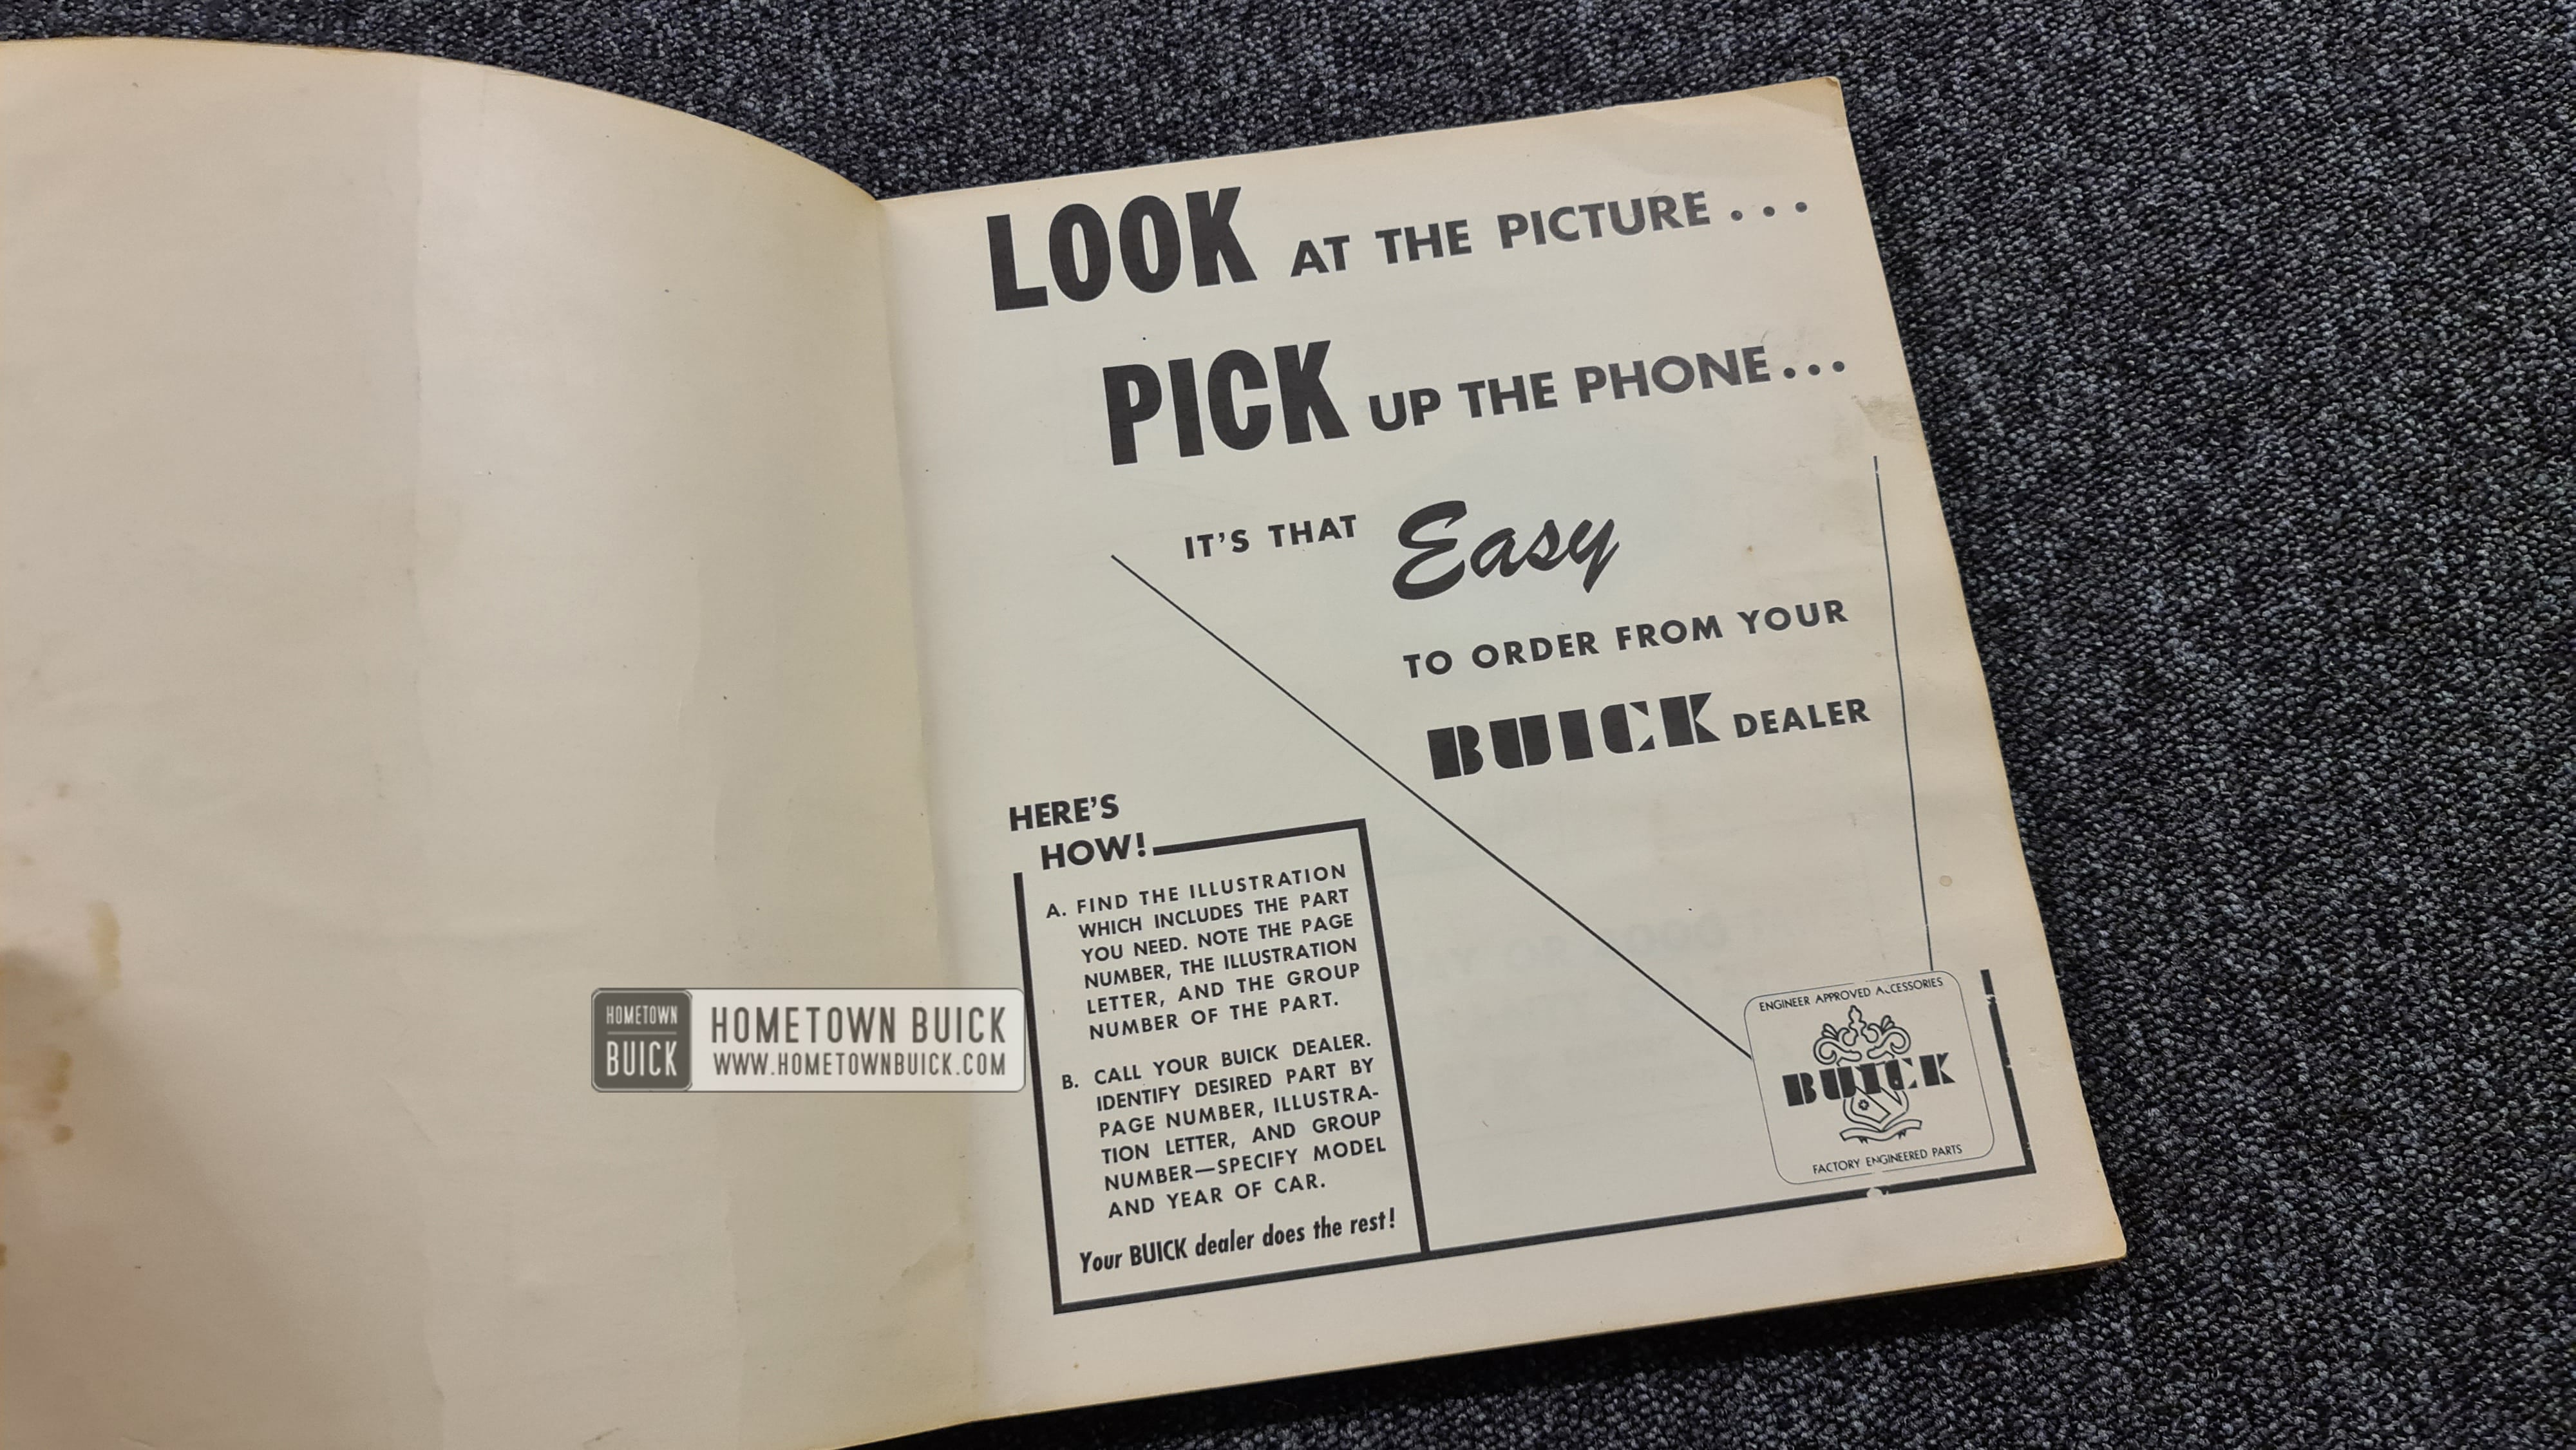 LOOK AT THE PICTURE...
PICK UP THE PHONE...
IT'S THAT Easy
TO ORDER FROM YOUR
BUICK DEALER
HERE'S
HOW!
A. FIND THE ILLUSTRATION
WHICH INCLUDES THE PART
YOU NEED. NOTE THE PAGE
NUMBER, THE ILLUSTRATION
LETTER, AND THE GROUP
NUMBER OF THE PART.
B. CALL YOUR BUICK DEALER.
IDENTIFY DESIRED PART BY
PAGE NUMBER, ILLUSTRA-
TION LETTER, AND GROUP
NUMBER—SPECIFY MODEL
AND YEAR OF CAR.
Your BUICK dealer does the rest!
ENGINEER APPROVED ACCESSORIES
BUICK
FACTORY ENGINEERED PARTS
HOMETOWN
BUICK
HOMETOWN BUICK
WWW.HOMETOWNBUICK.COM